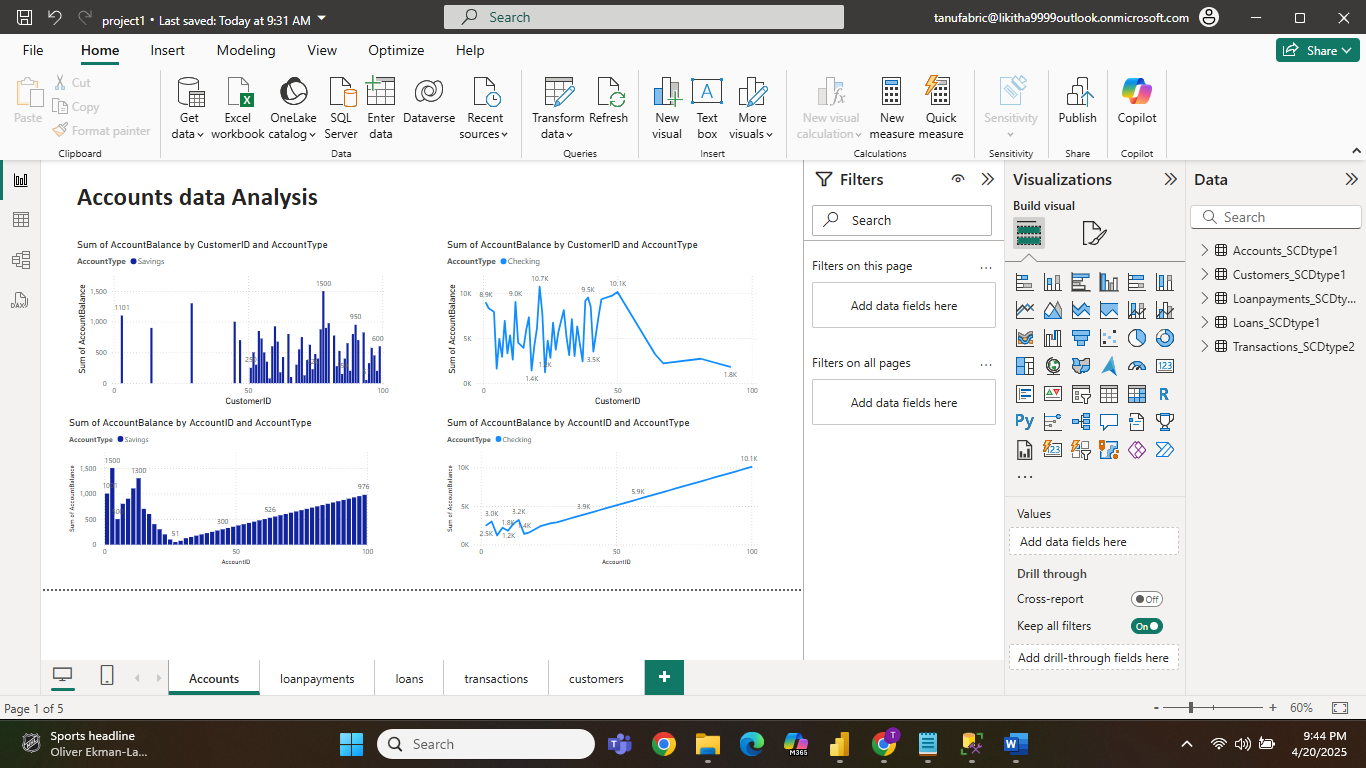 project1 • Last saved: Today at 9:31 AM
Search
tanufabric@likitha9999outlook.onmicrosoft.com
File Home Insert Modeling View Optimize Help
Share
Paste
Cut
Copy
Format painter
Clipboard
Get data
Excel workbook
OneLake catalog
SQL Server
Enter data
Dataverse
Recent sources
Data
Transform data
Refresh
Queries
New visual
Text box
More visuals
Insert
New visual calculation
New measure
Quick measure
Calculations
Sensitivity
Sensitivity
Publish
Share
Copilot
Copilot
Accounts data Analysis
Sum of AccountBalance by CustomerID and AccountType
AccountType Savings
Sum of AccountBalance
1,500
1,000
500
0
1101
1500
950
600
0 50 100
CustomerID
Sum of AccountBalance by CustomerID and AccountType
AccountType Checking
Sum of AccountBalance
10K
5K
0K
8.9K
9.0K
10.7K
9.5K
10.1K
1.4K
3.5K
1.8K
0 50 100
CustomerID
Sum of AccountBalance by AccountID and AccountType
AccountType Savings
Sum of AccountBalance
1,500
1,000
500
0
1500
1300
51
300
526
976
0 50 100
AccountID
Sum of AccountBalance by AccountID and AccountType
AccountType Checking
Sum of AccountBalance
10K
5K
0K
3.0K
2.5K
1.8K
1.2K
3.2K
1.4K
3.9K
5.9K
10.1K
0 50 100
AccountID
Filters
Search
Filters on this page
...
Add data fields here
Filters on all pages
...
Add data fields here
Visualizations
Build visual
123
R
Py
123
...
Values
Add data fields here
Drill through
Cross-report
Off
Keep all filters
On
Add drill-through fields here
Data
Search
Accounts_SCDtype1
Customers_SCDtype1
Loanpayments_SCDty...
Loans_SCDtype1
Transactions_SCDtype2
DAX
Accounts loanpayments loans transactions customers +
Page 1 of 5
- + 60%
Sports headline
Oliver Ekman-La...
Search
M365
T
9:44 PM
4/20/2025